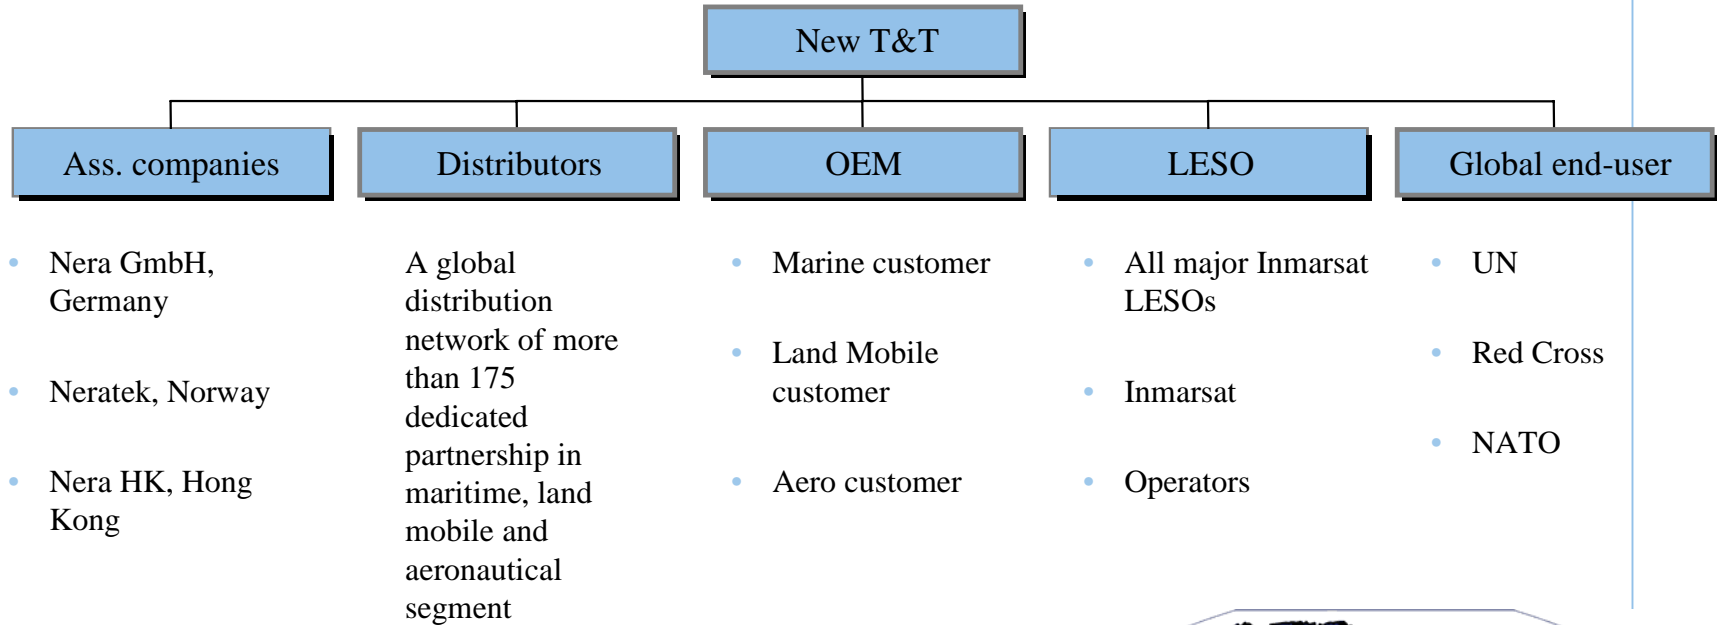 New T&T
Ass. companies
Distributors
OEM
LESO
Global end-user
Nera GmbH,
Germany
Neratek, Norway
Nera HK, Hong
Kong
A global
distribution
network of more
than 175
dedicated
partnership in
maritime, land
mobile and
aeronautical
segment
Marine customer
Land Mobile
customer
Aero customer
All major Inmarsat
LESOs
Inmarsat
Operators
UN
Red Cross
NATO